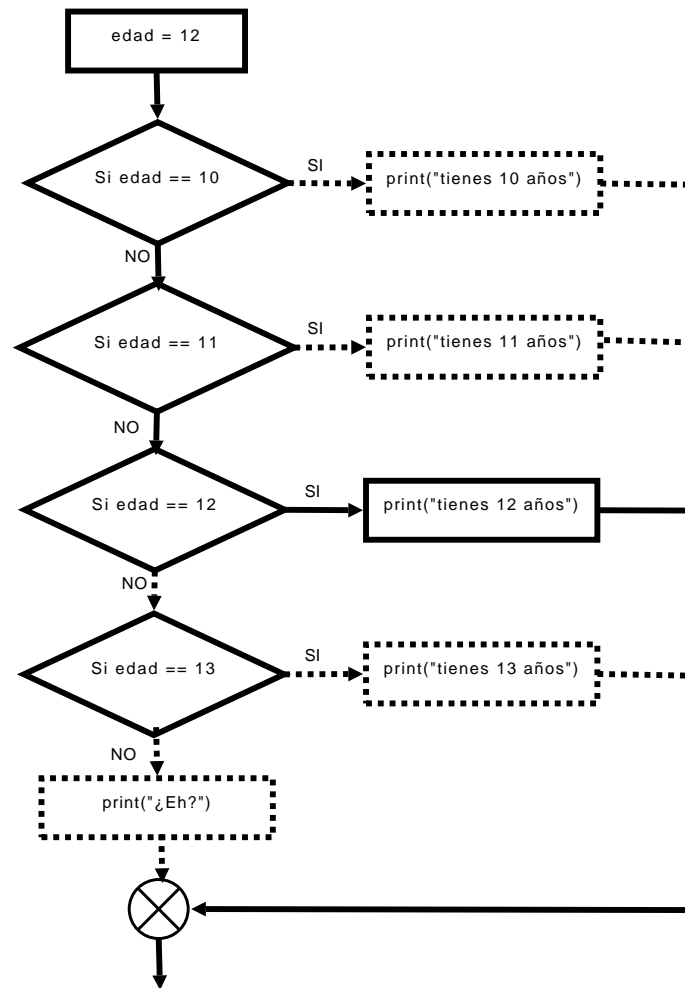 edad = 12
Si edad == 10
SI
print("tienes 10 años")
NO
Si edad == 11
SI
print("tienes 11 años")
NO
Si edad == 12
SI
print("tienes 12 años")
NO
Si edad == 13
SI
print("tienes 13 años")
NO
print("¿Eh?")